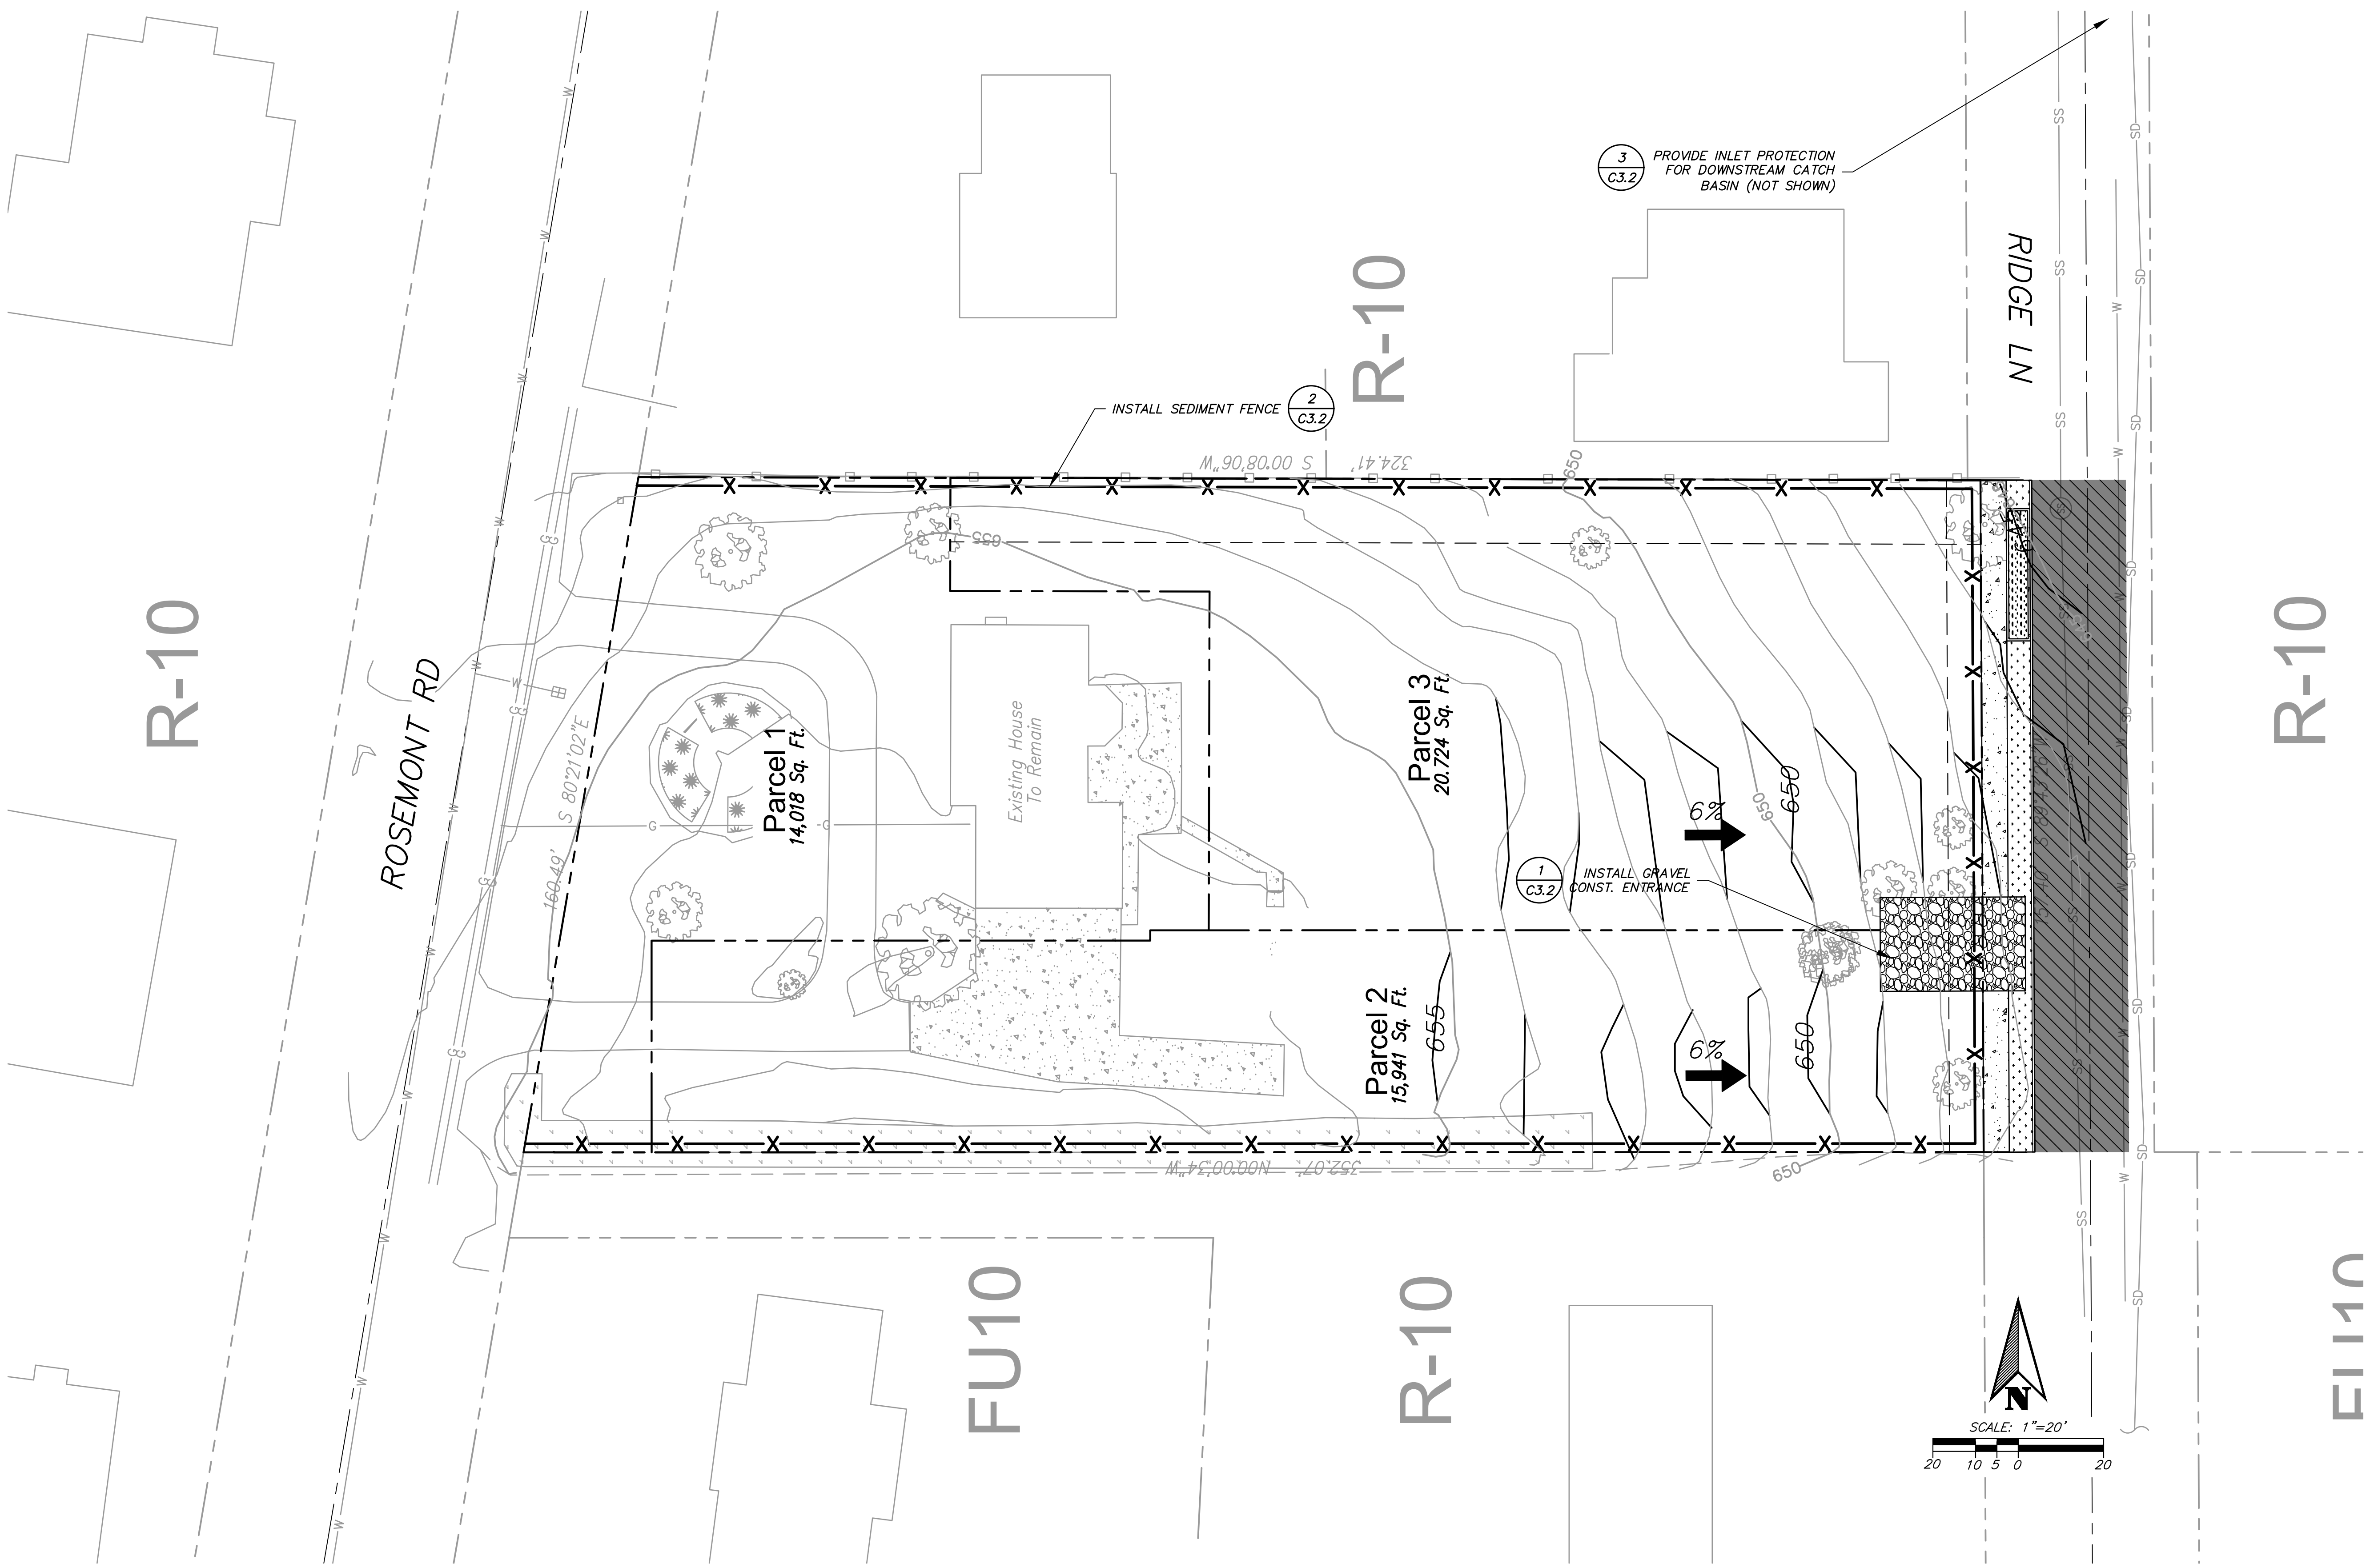 3
C3.2
PROVIDE INLET PROTECTION
FOR DOWNSTREAM CATCH
BASIN (NOT SHOWN)
RIDGE LN
R-10
INSTALL SEDIMENT FENCE
2
C3.2
S 00°08'06"W
324.41'
650
655
R-10
R-10
ROSEMONT RD
S 80°21'02"E
160.49'
Parcel 1
14,018 Sq. Ft.
Existing House
To Remain
Parcel 3
20.724 Sq. Ft.
6%
650
650
1
C3.2
INSTALL GRAVEL
CONST. ENTRANCE
Parcel 2
15,941 Sq. Ft.
655
6%
650
352.07'
N00°00'34"W
650
FU10
R-10
FU10
N
SCALE: 1"=20'
20
10
5
0
20
W
G
SS
SD